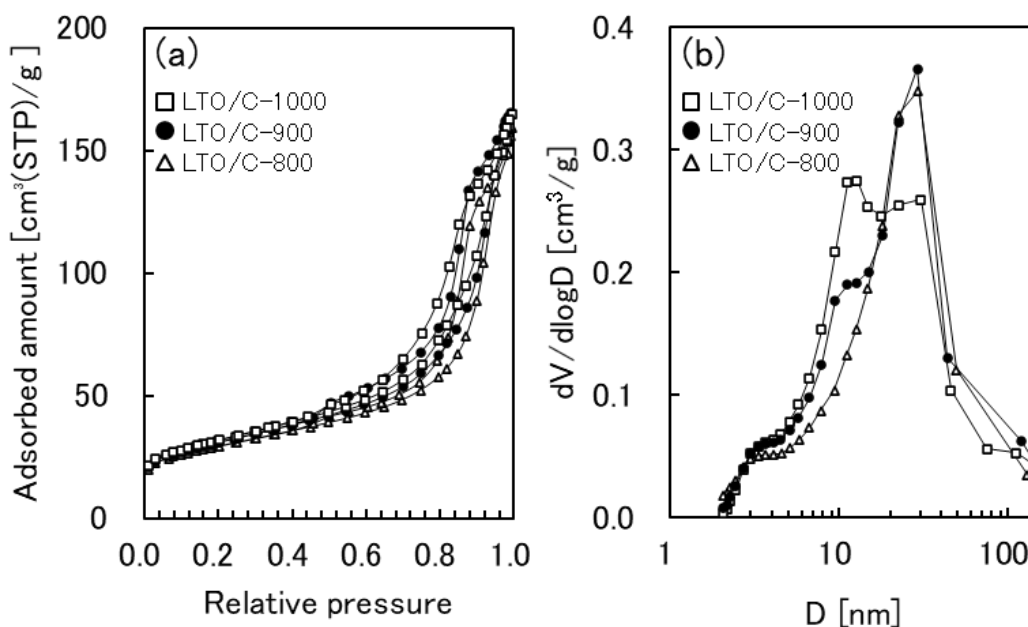 (a)
LTO/C-1000
LTO/C-900
LTO/C-800
Adsorbed amount [cm³(STP)/g]
200
150
100
50
0
0.0 0.2 0.4 0.6 0.8 1.0
Relative pressure
(b)
LTO/C-1000
LTO/C-900
LTO/C-800
dV/dlogD [cm³/g]
0.4
0.3
0.2
0.1
0.0
1 10 100
D [nm]